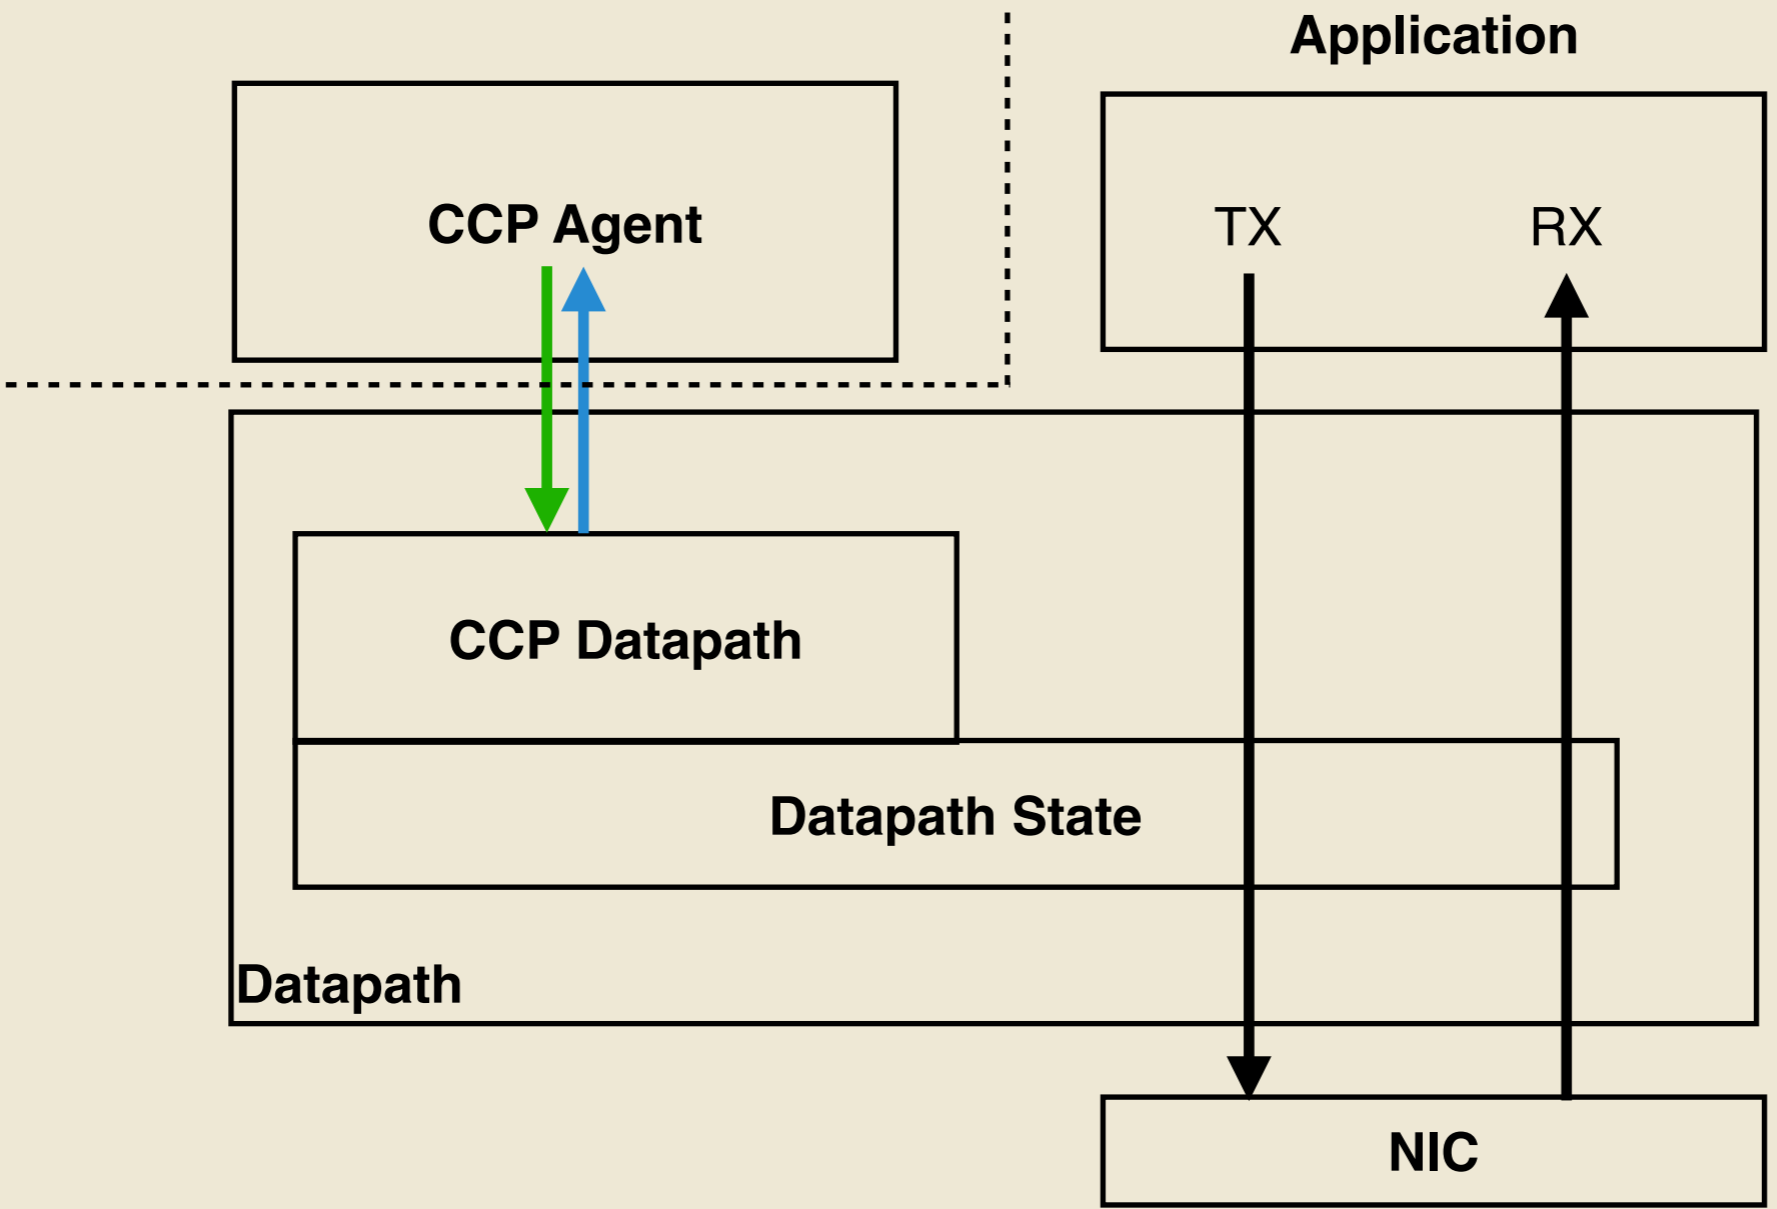 Application
CCP Agent
TX
RX
CCP Datapath
Datapath State
Datapath
NIC